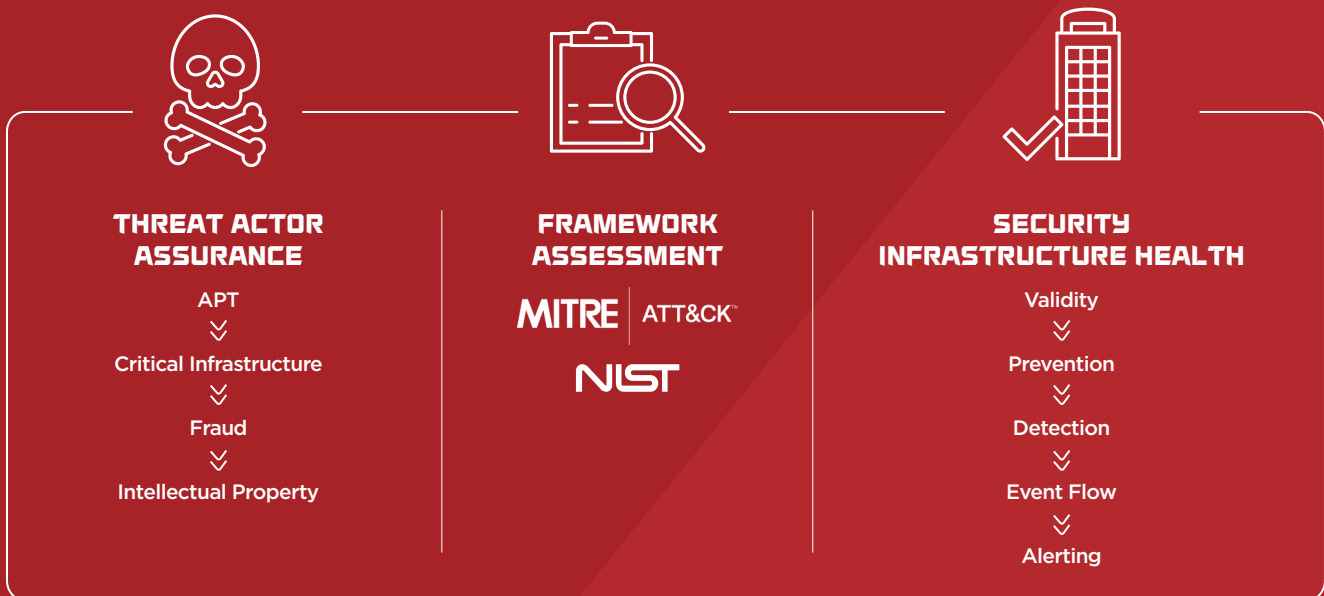 THREAT ACTOR
ASSURANCE
APT
Critical Infrastructure
Fraud
Intellectual Property
FRAMEWORK
ASSESSMENT
MITRE | ATT&CK™
NIST
SECURITY
INFRASTRUCTURE HEALTH
Validity
Prevention
Detection
Event Flow
Alerting